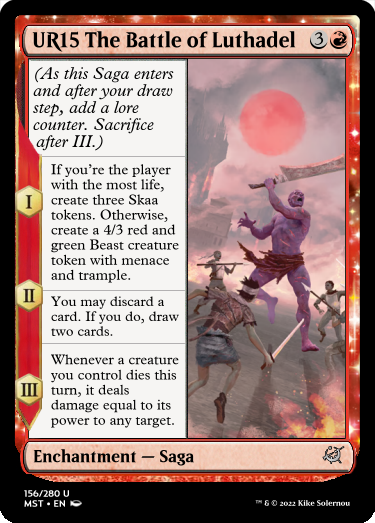 UR15 The Battle of Luthadel 3
(As this Saga enters
and after your draw
step, add a lore
counter. Sacrifice
after III.)
I
If you're the player
with the most life,
create three Skaa
tokens. Otherwise,
create a 4/3 red and
green Beast creature
token with menace
and trample.
II
You may discard a
card. If you do, draw
two cards.
III
Whenever a creature
you control dies this
turn, it deals
damage equal to its
power to any target.
Enchantment — Saga
156/280 U
MST • EN
™ & © 2022 Kike Solernou